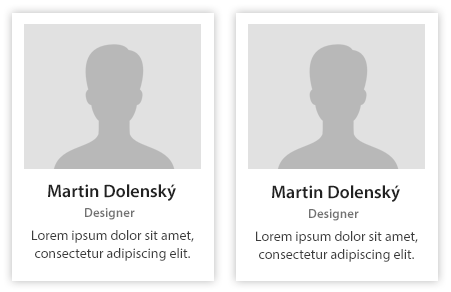 Martin Dolenský
Designer
Lorem ipsum dolor sit amet,
consectetur adipiscing elit.
Martin Dolenský
Designer
Lorem ipsum dolor sit amet,
consectetur adipiscing elit.